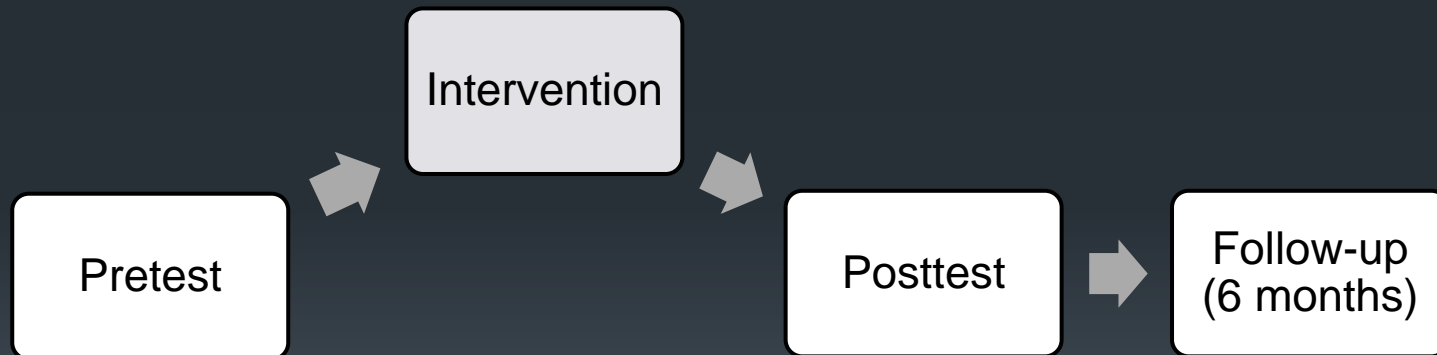 Intervention
Pretest
Posttest
Follow-up
(6 months)